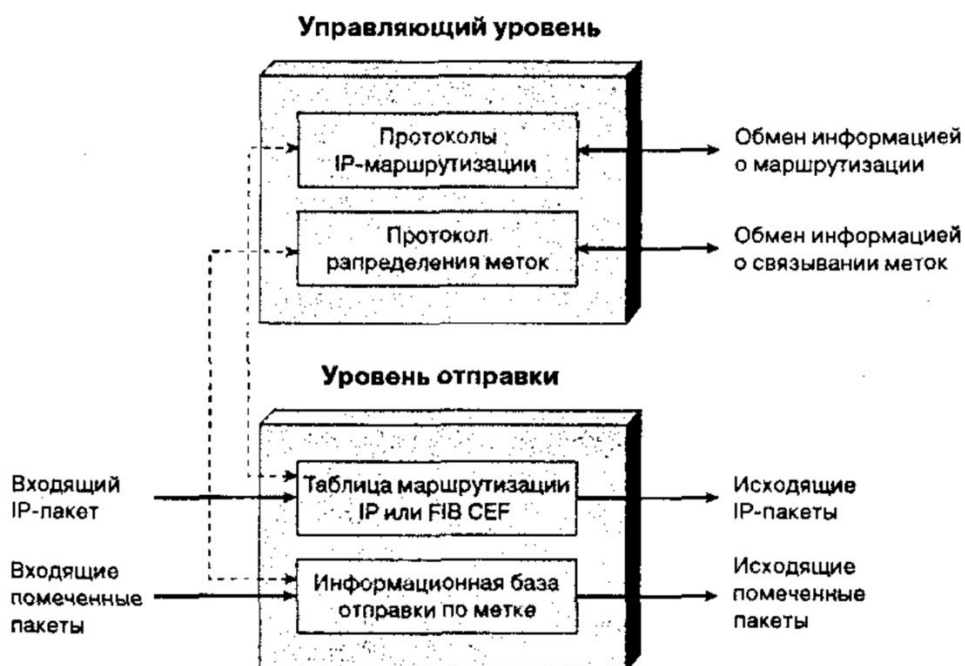 Управляющий уровень
Протоколы
IP-маршрутизации
Обмен информацией
о маршрутизации
Протокол
рапределения меток
Обмен информацией
о связывании меток
Уровень отправки
Входящий
IP-пакет
Таблица маршрутизации
IP или FIB CEF
Исходящие
IP-пакеты
Входящие
помеченные
пакеты
Информационная база
отправки по метке
Исходящие
помеченные
пакеты